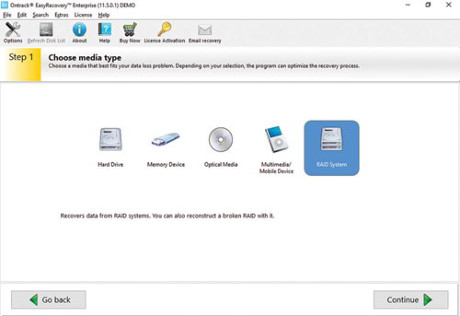 Ontrack® EasyRecovery™ Enterprise (11.5.0.1) DEMO
File Edit Search Extras License Help
Options Refresh Disk List About Help Buy Now License Activation Email recovery
Step 1
Choose media type
Choose a media that best fits your data loss problem. Depending on your selection, the program can optimize the recovery process.
Hard Drive Memory Device Optical Media Multimedia/ RAID System
Mobile Device
Recovers data from RAID systems. You can also reconstruct a broken RAID with it.
Go back Continue